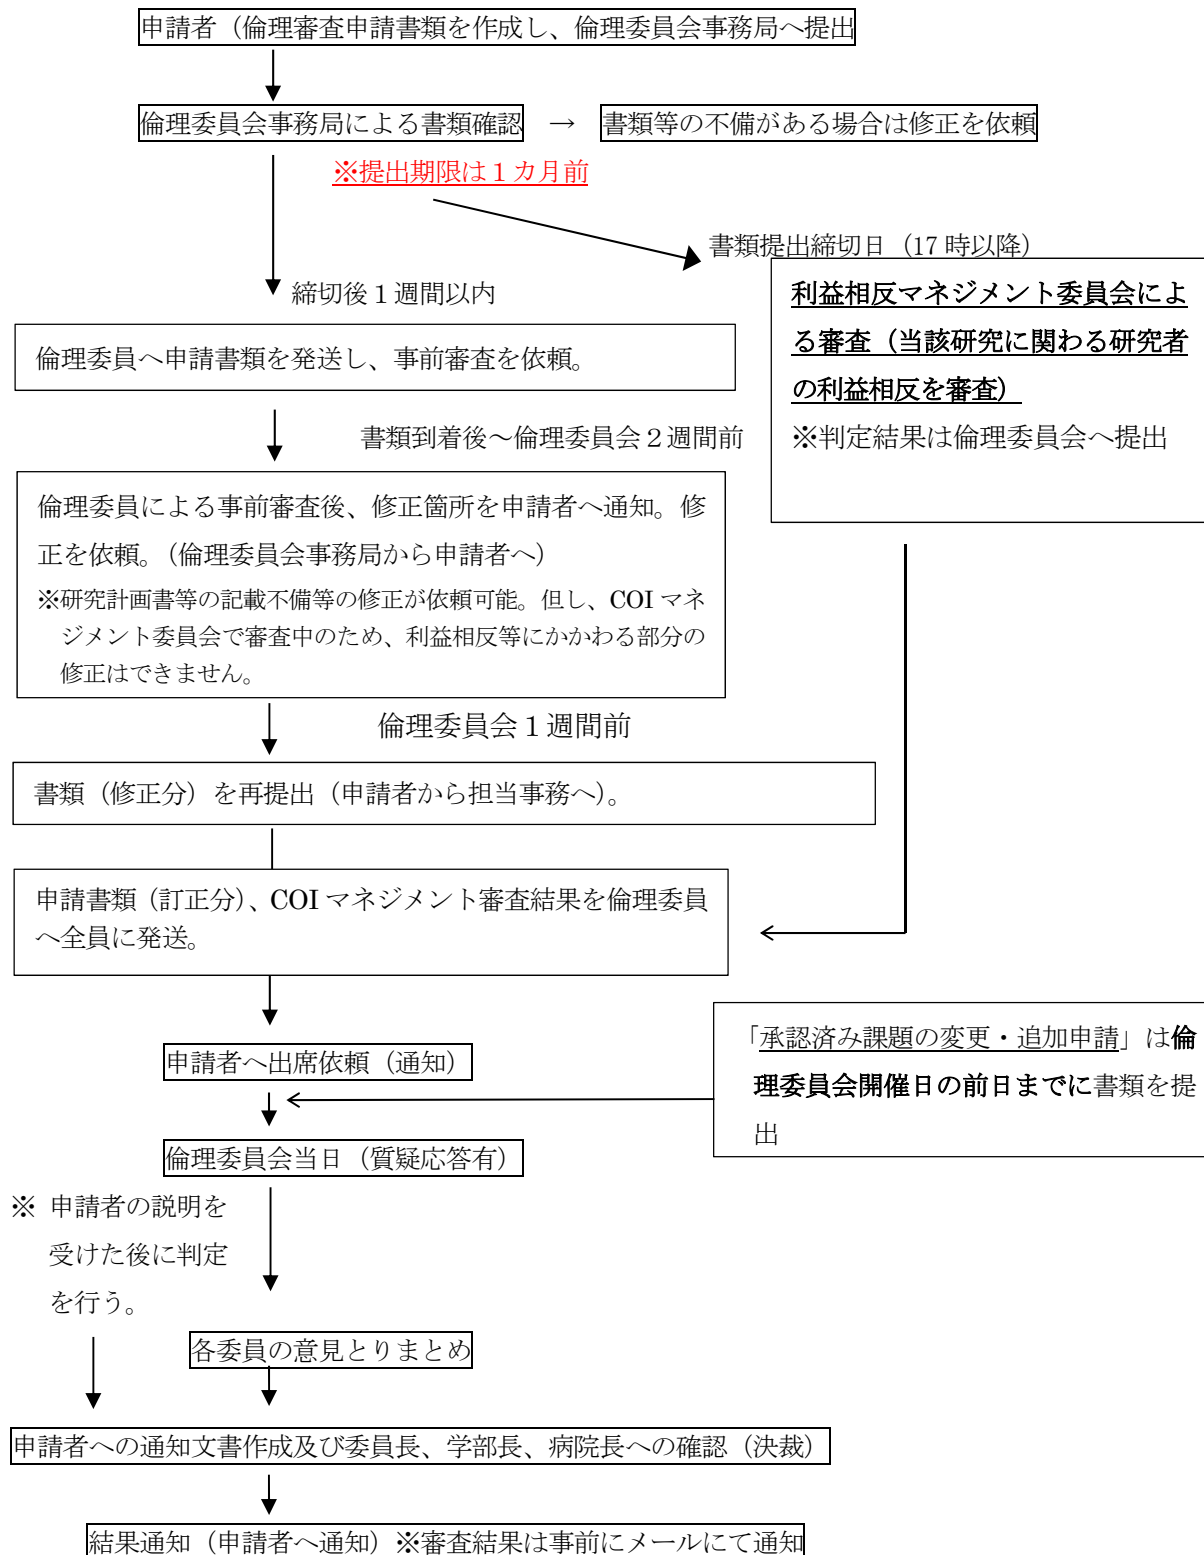 申請者（倫理審査申請書類を作成し、倫理委員会事務局へ提出
倫理委員会事務局による書類確認 → 書類等の不備がある場合は修正を依頼
※提出期限は１カ月前
書類提出締切日（17時以降）
利益相反マネジメント委員会によ
る審査（当該研究に関わる研究者
の利益相反を審査）
※判定結果は倫理委員会へ提出
締切後１週間以内
倫理委員へ申請書類を発送し、事前審査を依頼。
書類到着後～倫理委員会２週間前
倫理委員による事前審査後、修正箇所を申請者へ通知。修
正を依頼。（倫理委員会事務局から申請者へ）
※研究計画書等の記載不備等の修正が依頼可能。但し、COIマネ
ジメント委員会で審査中のため、利益相反等にかかわる部分の
修正はできません。
倫理委員会１週間前
書類（修正分）を再提出（申請者から担当事務へ）。
申請書類（訂正分）、COIマネジメント審査結果を倫理委員
へ全員に発送。
申請者へ出席依頼（通知）
「承認済み課題の変更・追加申請」は倫
理委員会開催日の前日までに書類を提
出
倫理委員会当日（質疑応答有）
※ 申請者の説明を
受けた後に判定
を行う。
各委員の意見とりまとめ
申請者への通知文書作成及び委員長、学部長、病院長への確認（決裁）
結果通知（申請者へ通知）※審査結果は事前にメールにて通知